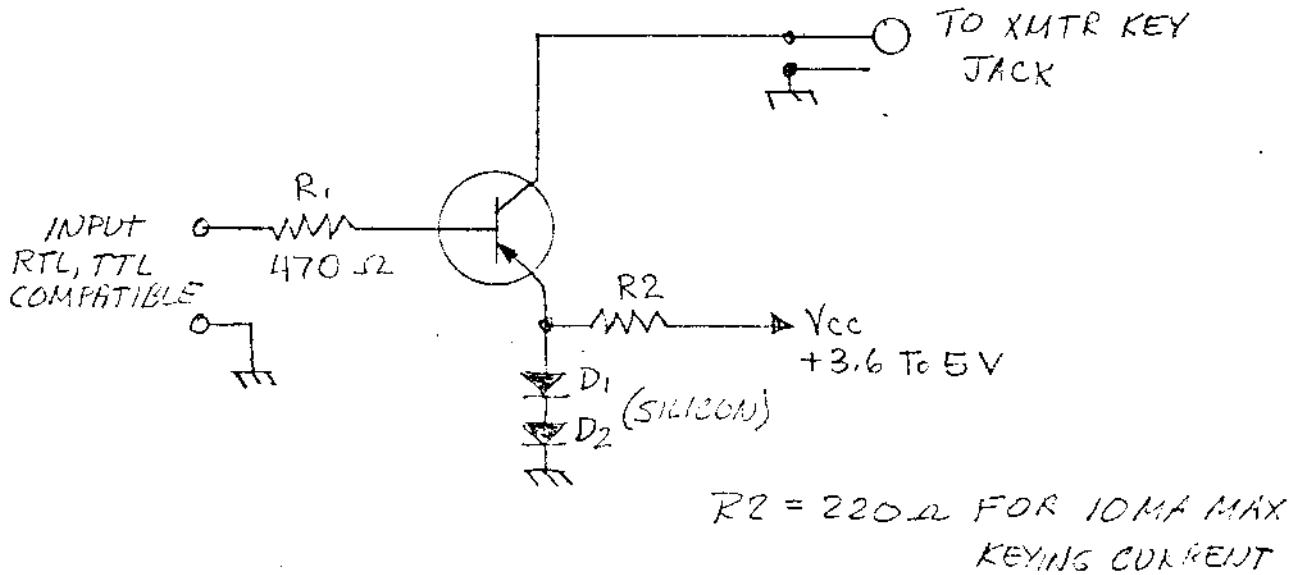 TO XMTR KEY
JACK
R1
470 Ω
INPUT
RTL, TTL
COMPATIBLE
R2
Vcc
+3.6 To 5 V
D1
(SILICON)
D2
R2 = 220 Ω FOR 10MA MAX
KEYING CURRENT